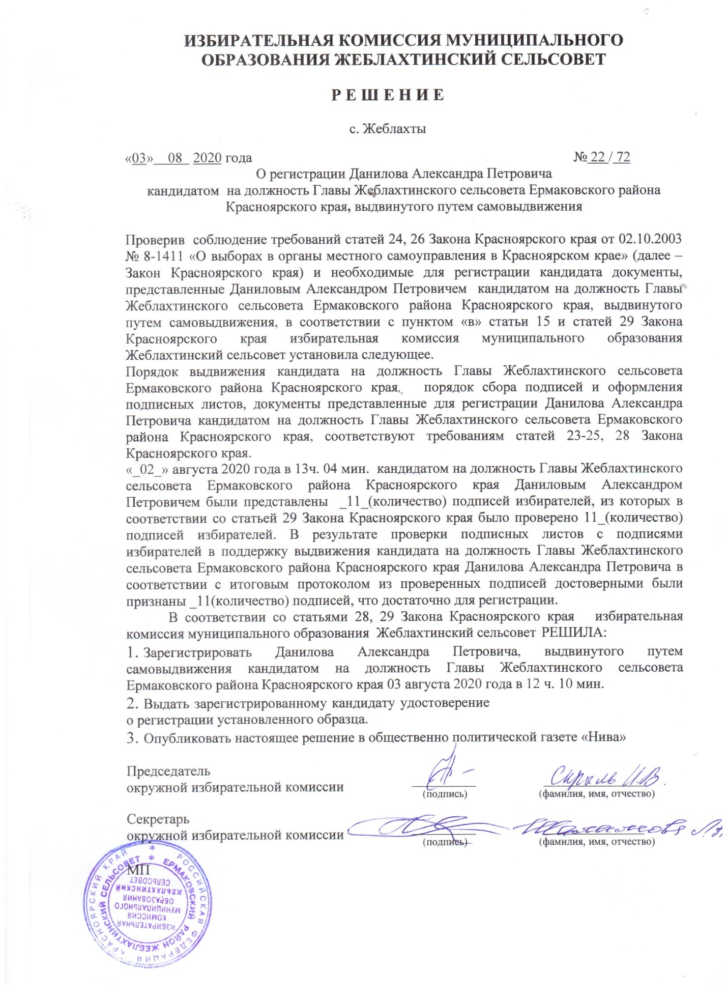 ИЗБИРАТЕЛЬНАЯ КОМИССИЯ МУНИЦИПАЛЬНОГО
ОБРАЗОВАНИЯ ЖЕБЛАХТИНСКИЙ СЕЛЬСОВЕТ
Р Е Ш Е Н И Е
с. Жеблахты
«03»__08_ 2020 года № 22 / 72
О регистрации Данилова Александра Петровича
кандидатом на должность Главы Жеблахтинского сельсовета Ермаковского района
Красноярского края, выдвинутого путем самовыдвижения
Проверив соблюдение требований статей 24, 26 Закона Красноярского края от 02.10.2003
№ 8-1411 «О выборах в органы местного самоуправления в Красноярском крае» (далее –
Закон Красноярского края) и необходимые для регистрации кандидата документы,
представленные Даниловым Александром Петровичем кандидатом на должность Главы
Жеблахтинского сельсовета Ермаковского района Красноярского края, выдвинутого
путем самовыдвижения, в соответствии с пунктом «в» статьи 15 и статей 29 Закона
Красноярского края избирательная комиссия муниципального образования
Жеблахтинский сельсовет установила следующее.
Порядок выдвижения кандидата на должность Главы Жеблахтинского сельсовета
Ермаковского района Красноярского края,, порядок сбора подписей и оформления
подписных листов, документы представленные для регистрации Данилова Александра
Петровича кандидатом на должность Главы Жеблахтинского сельсовета Ермаковского
района Красноярского края, соответствуют требованиям статей 23-25, 28 Закона
Красноярского края.
«_02_» августа 2020 года в 13ч. 04 мин. кандидатом на должность Главы Жеблахтинского
сельсовета Ермаковского района Красноярского края Даниловым Александром
Петровичем были представлены _11_(количество) подписей избирателей, из которых в
соответствии со статьей 29 Закона Красноярского края было проверено 11_(количество)
подписей избирателей. В результате проверки подписных листов с подписями
избирателей в поддержку выдвижения кандидата на должность Главы Жеблахтинского
сельсовета Ермаковского района Красноярского края Данилова Александра Петровича в
соответствии с итоговым протоколом из проверенных подписей достоверными были
признаны _11(количество) подписей, что достаточно для регистрации.
В соответствии со статьями 28, 29 Закона Красноярского края избирательная
комиссия муниципального образования Жеблахтинский сельсовет РЕШИЛА:
1. Зарегистрировать Данилова Александра Петровича, выдвинутого путем
самовыдвижения кандидатом на должность Главы Жеблахтинского сельсовета
Ермаковского района Красноярского края 03 августа 2020 года в 12 ч. 10 мин.
2. Выдать зарегистрированному кандидату удостоверение
о регистрации установленного образца.
3. Опубликовать настоящее решение в общественно политической газете «Нива»
Председатель
окружной избирательной комиссии Скрыль И.В.
(подпись) (фамилия, имя, отчество)
Секретарь
окружной избирательной комиссии
(подпись) (фамилия, имя, отчество)
МП
РОССИЙСКАЯ ФЕДЕРАЦИЯ КРАСНОЯРСКИЙ КРАЙ
ЕРМАКОВСКИЙ РАЙОН ЖЕБЛАХТИНСКИЙ СЕЛЬСОВЕТ
ИЗБИРАТЕЛЬНАЯ
КОМИССИЯ
МУНИЦИПАЛЬНОГО
ОБРАЗОВАНИЯ
ЖЕБЛАХТИНСКИЙ
СЕЛЬСОВЕТ